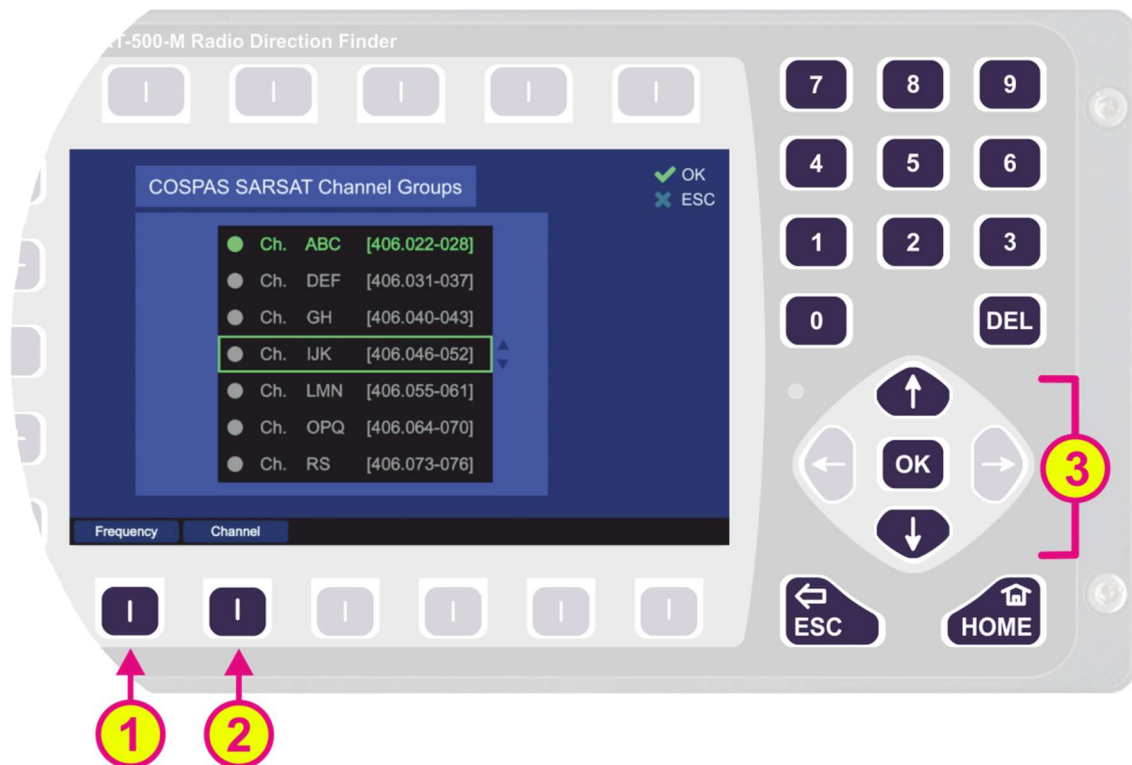 T-500-M Radio Direction Finder
COSPAS SARSAT Channel Groups
OK
ESC
Ch. ABC [406.022-028]
Ch. DEF [406.031-037]
Ch. GH [406.040-043]
Ch. IJK [406.046-052]
Ch. LMN [406.055-061]
Ch. OPQ [406.064-070]
Ch. RS [406.073-076]
Frequency Channel
7 8 9
4 5 6
1 2 3
0 DEL
OK
ESC HOME
1 2 3